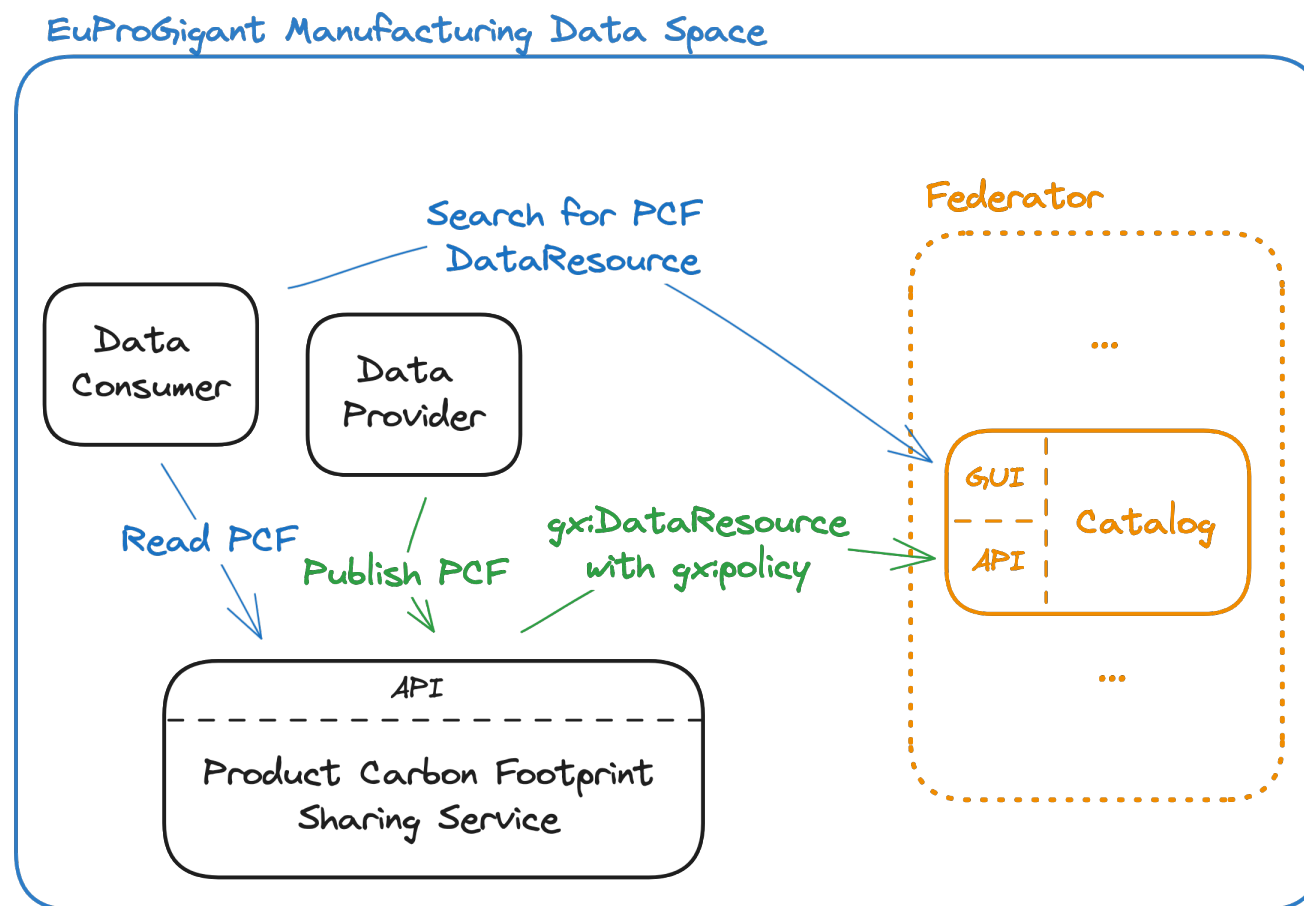 EuProGigant Manufacturing Data Space
Federator
Search for PCF
DataResource
...
Data
Consumer
Data
Provider
GUI
Catalog
API
gx:DataResource
with gx:policy
Read PCF
Publish PCF
...
API
Product Carbon Footprint
Sharing Service